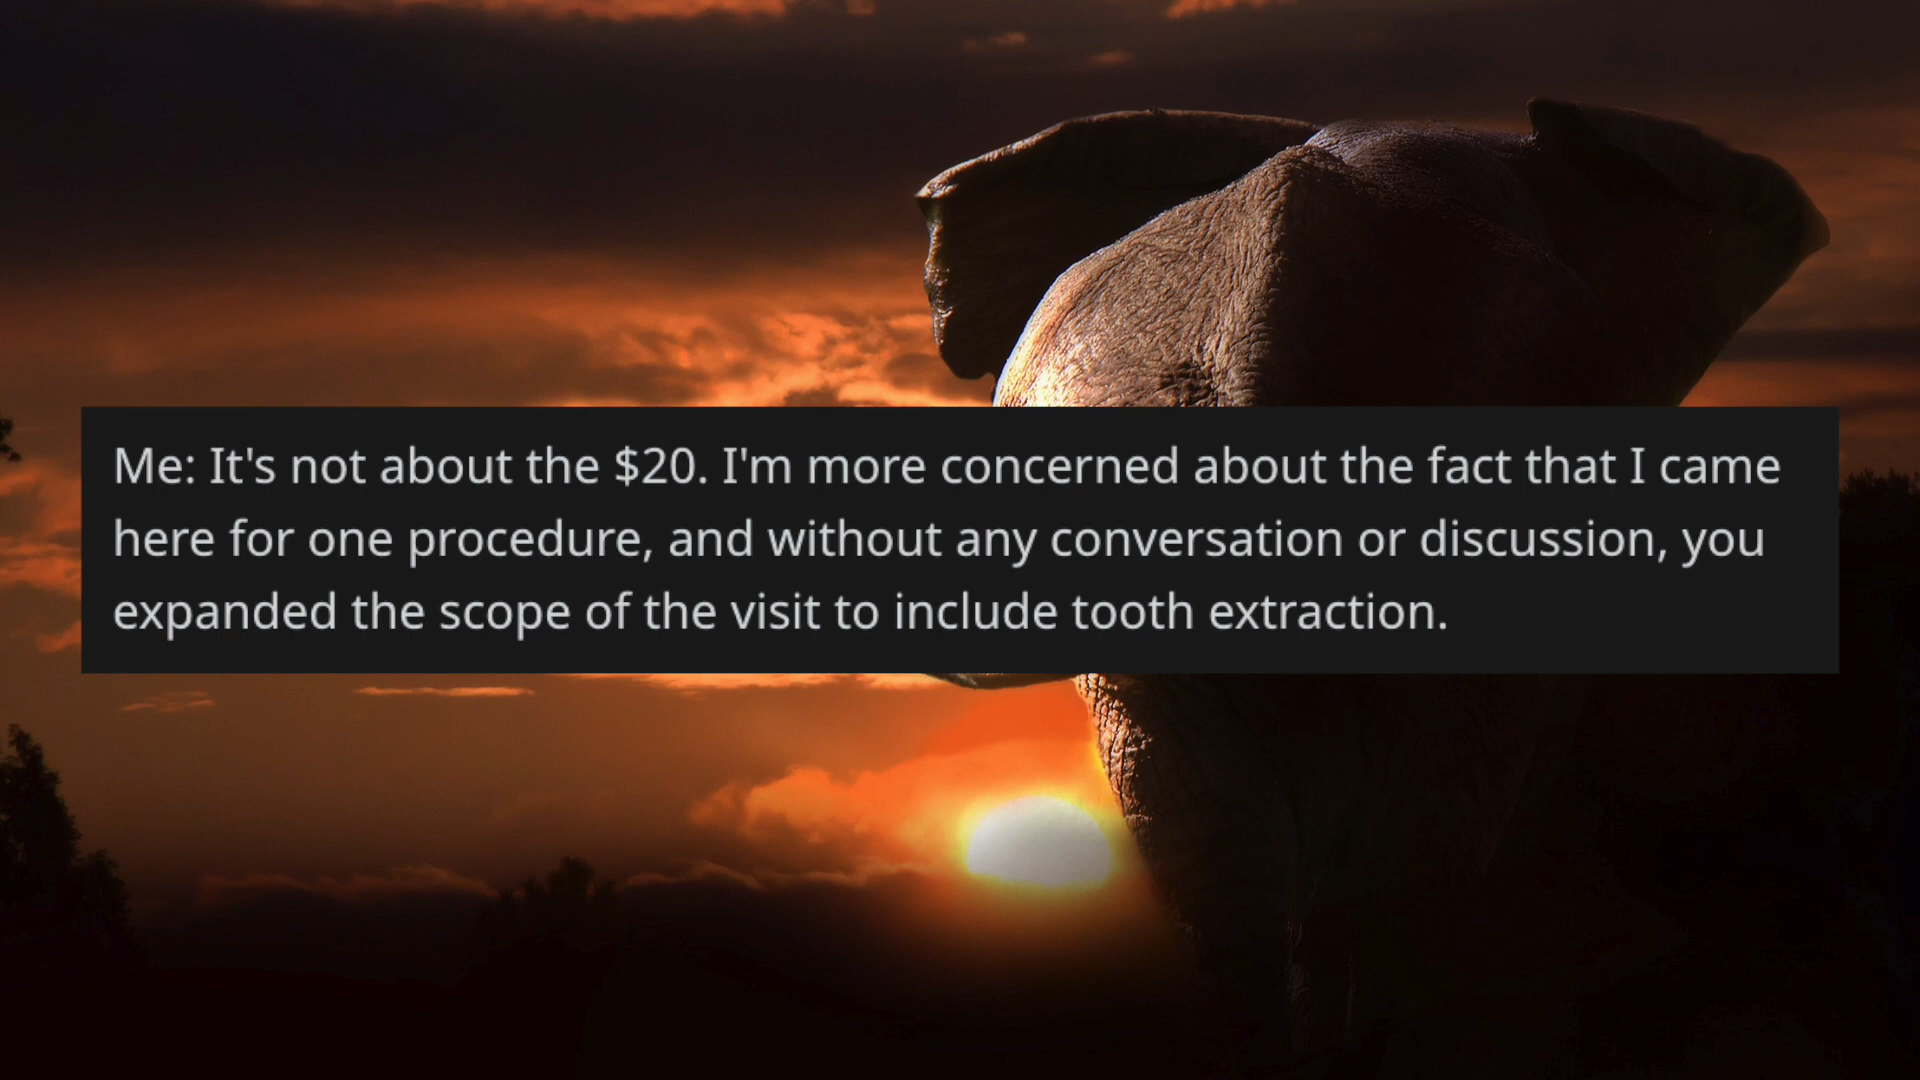 Me: It's not about the $20. I'm more concerned about the fact that I came
here for one procedure, and without any conversation or discussion, you
expanded the scope of the visit to include tooth extraction.